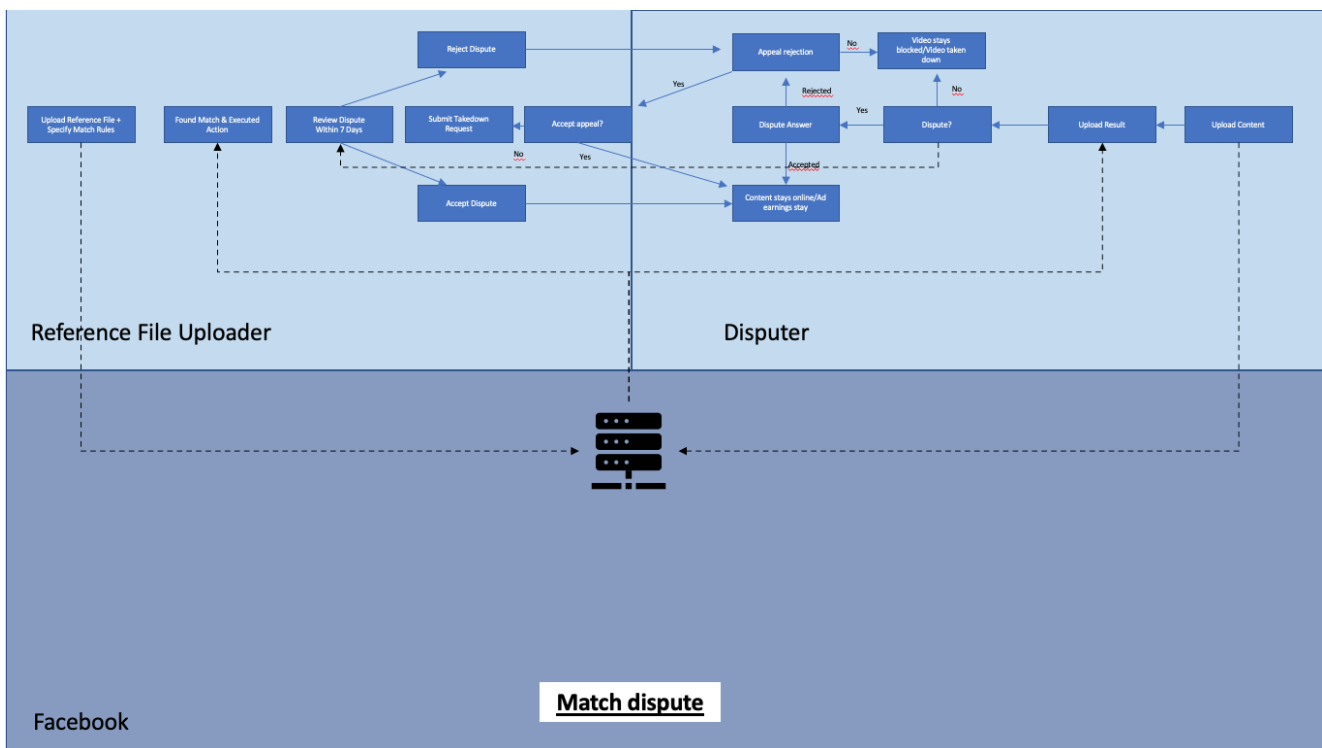 Reject Dispute
Appeal rejection
No
Video stays
blocked/Video taken
down
Yes
Rejected
No
Upload Reference File +
Specify Match Rules
Found Match & Executed
Action
Review Dispute
Within 7 Days
Submit Takedown
Request
Accept appeal?
Dispute Answer
Yes
Dispute?
Upload Result
Upload Content
No
Yes
Accepted
Accept Dispute
Content stays online/Ad
earnings stay
Reference File Uploader
Disputer
Match dispute
Facebook